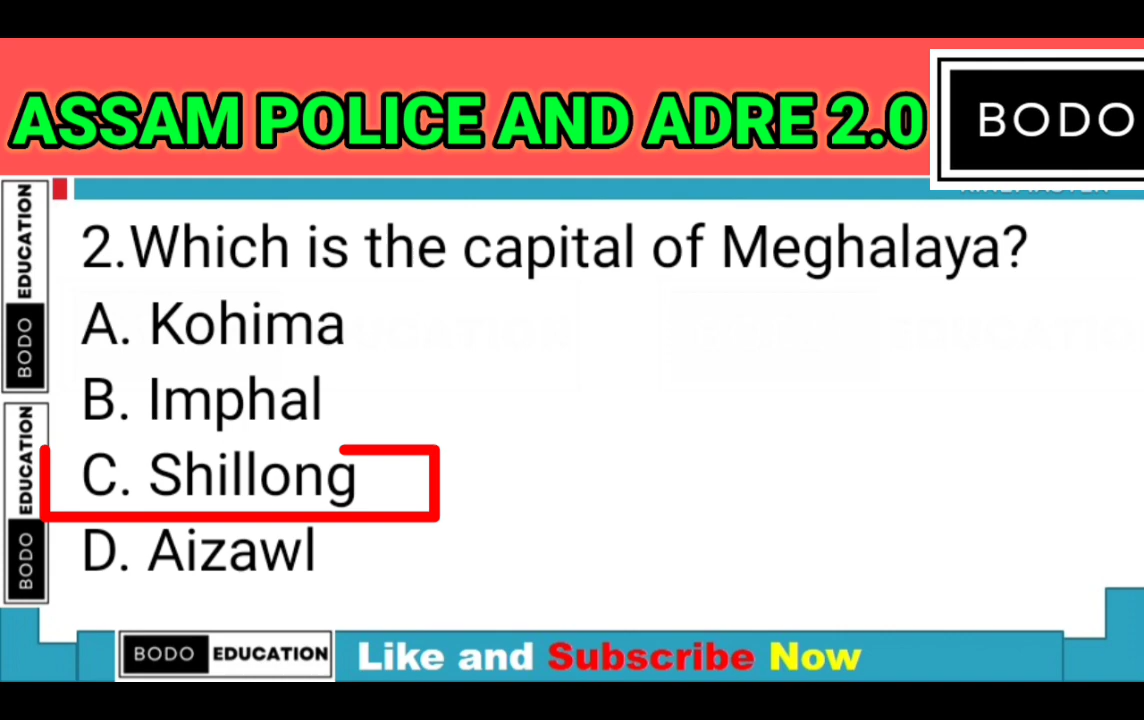 ASSAM POLICE AND ADRE 2.0
BODO
EDUCATION
BODO
EDUCATION
BODO
2.Which is the capital of Meghalaya?
A. Kohima
B. Imphal
C. Shillong
D. Aizawl
BODO EDUCATION
Like and Subscribe Now